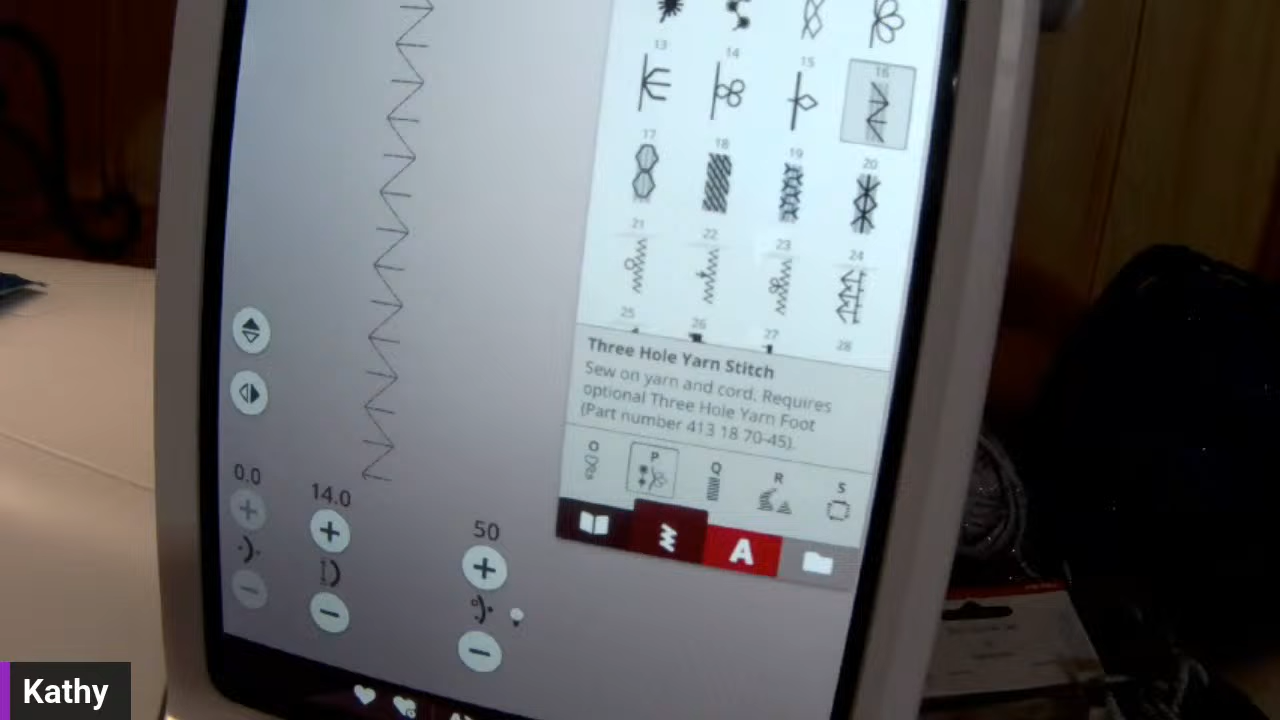 13 14 15 16
17 18 19 20
21 22 23 24
25 26 27 28
Three Hole Yarn Stitch
Sew on yarn and cord. Requires
optional Three Hole Yarn Foot
(Part number 413 18 70-45).
O P Q R S
A
0.0
14.0
50
Kathy